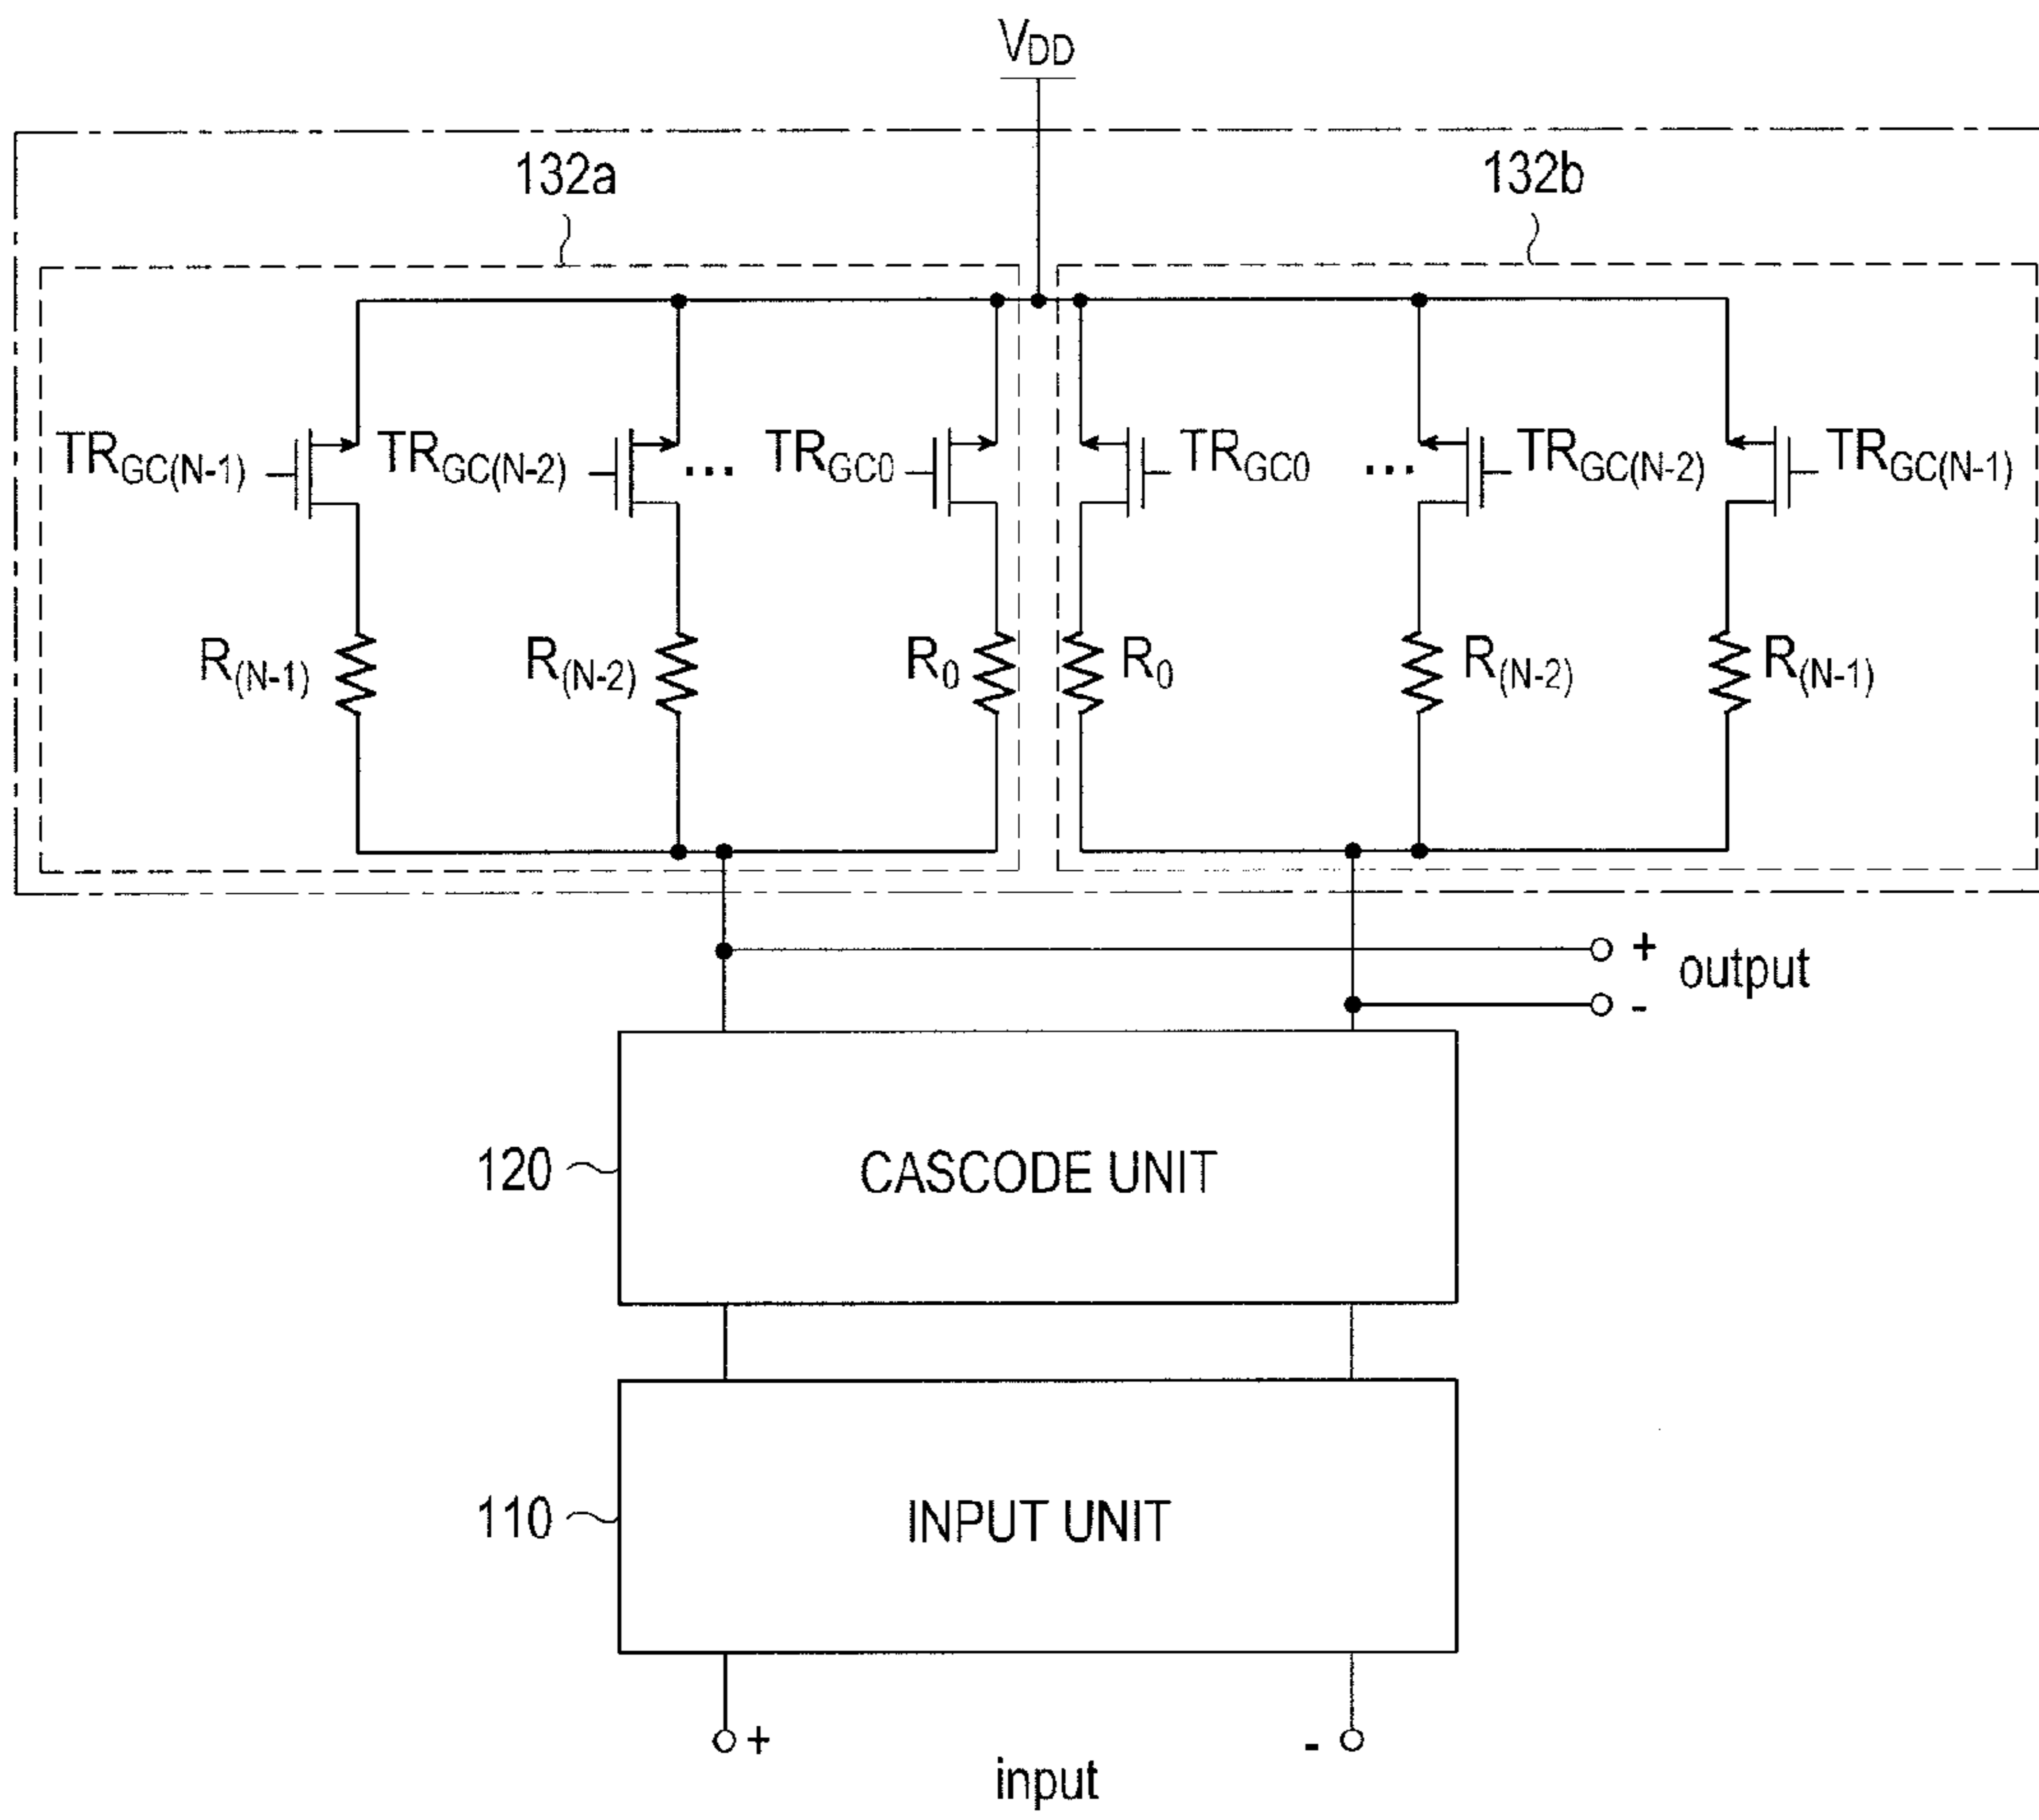 VDD
132a 132b
TRGC(N-1) TRGC(N-2) ... TRGC0 TRGC0 ... TRGC(N-2) TRGC(N-1)
R(N-1) R(N-2) R0 R0 R(N-2) R(N-1)
+
output
-
120 CASCODE UNIT
110 INPUT UNIT
+ -
input